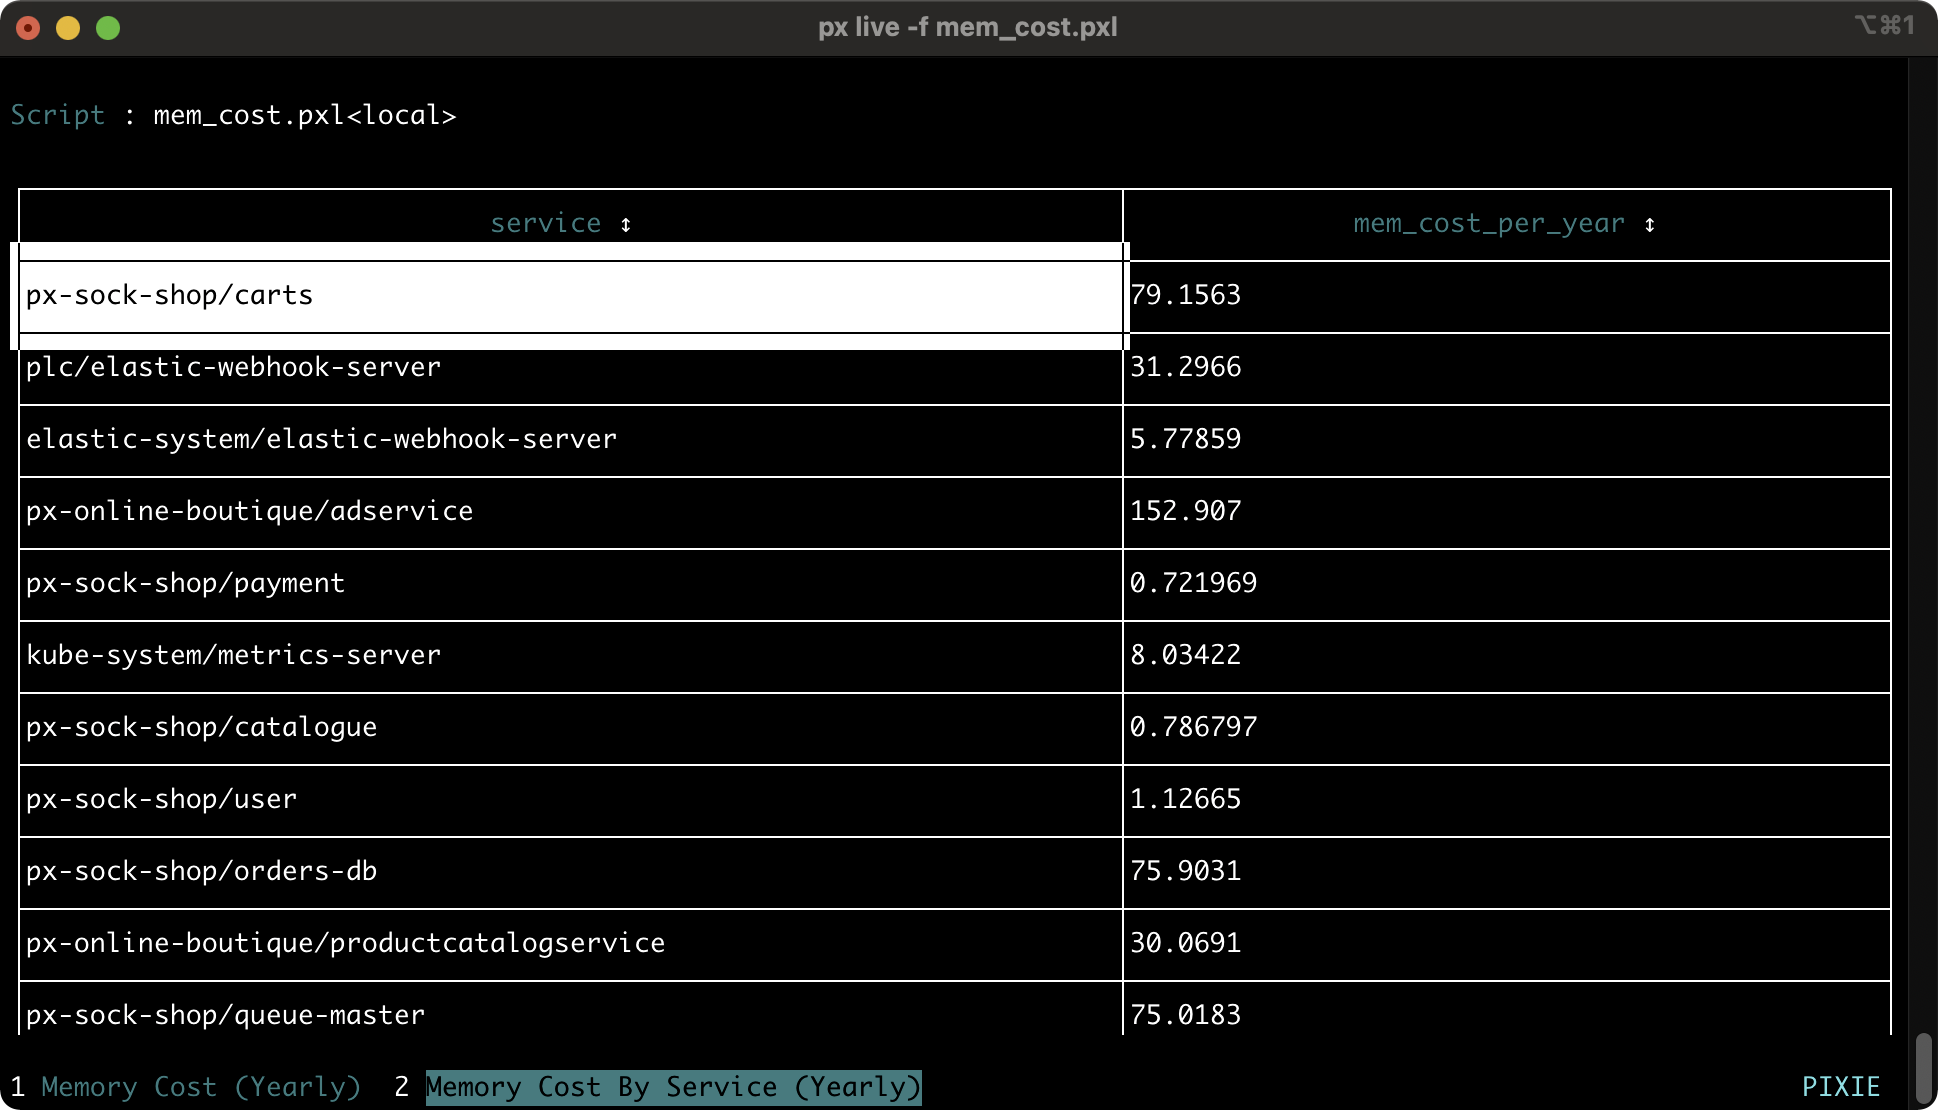 px live -f mem_cost.pxl ⌥⌘1
Script : mem_cost.pxl<local>
service ↕ mem_cost_per_year ↕
px-sock-shop/carts 79.1563
plc/elastic-webhook-server 31.2966
elastic-system/elastic-webhook-server 5.77859
px-online-boutique/adservice 152.907
px-sock-shop/payment 0.721969
kube-system/metrics-server 8.03422
px-sock-shop/catalogue 0.786797
px-sock-shop/user 1.12665
px-sock-shop/orders-db 75.9031
px-online-boutique/productcatalogservice 30.0691
px-sock-shop/queue-master 75.0183
1 Memory Cost (Yearly) 2 Memory Cost By Service (Yearly) PIXIE